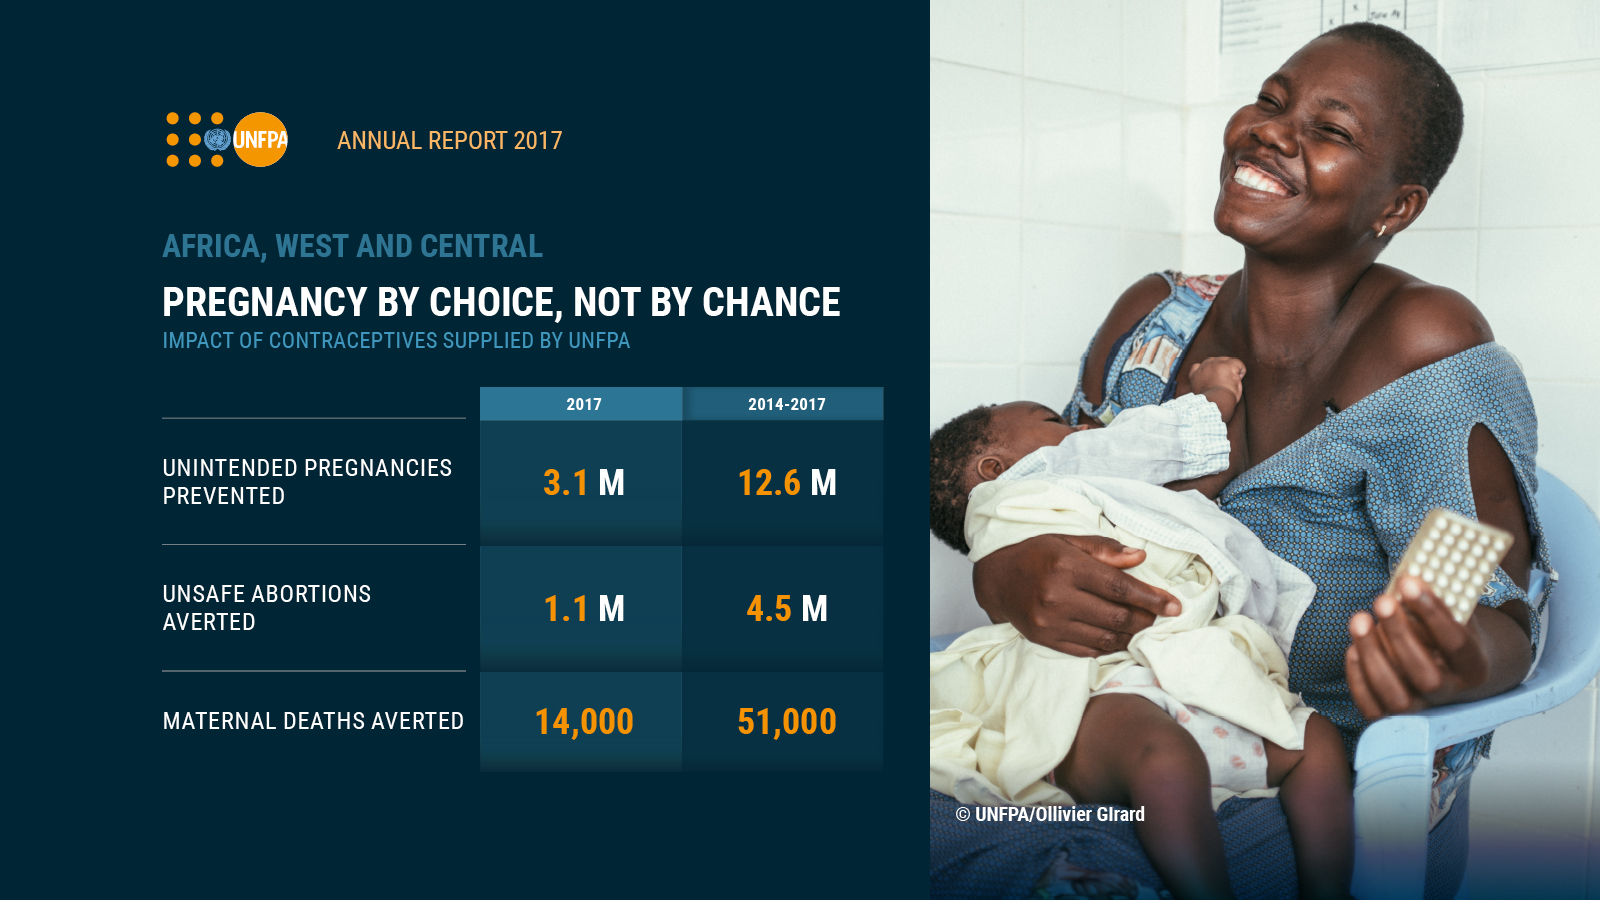 UNFPA
ANNUAL REPORT 2017
AFRICA, WEST AND CENTRAL
PREGNANCY BY CHOICE, NOT BY CHANCE
IMPACT OF CONTRACEPTIVES SUPPLIED BY UNFPA
2017 2014-2017
UNINTENDED PREGNANCIES
PREVENTED
3.1 M 12.6 M
UNSAFE ABORTIONS
AVERTED
1.1 M 4.5 M
MATERNAL DEATHS AVERTED 14,000 51,000
© UNFPA/Ollivier GIrard